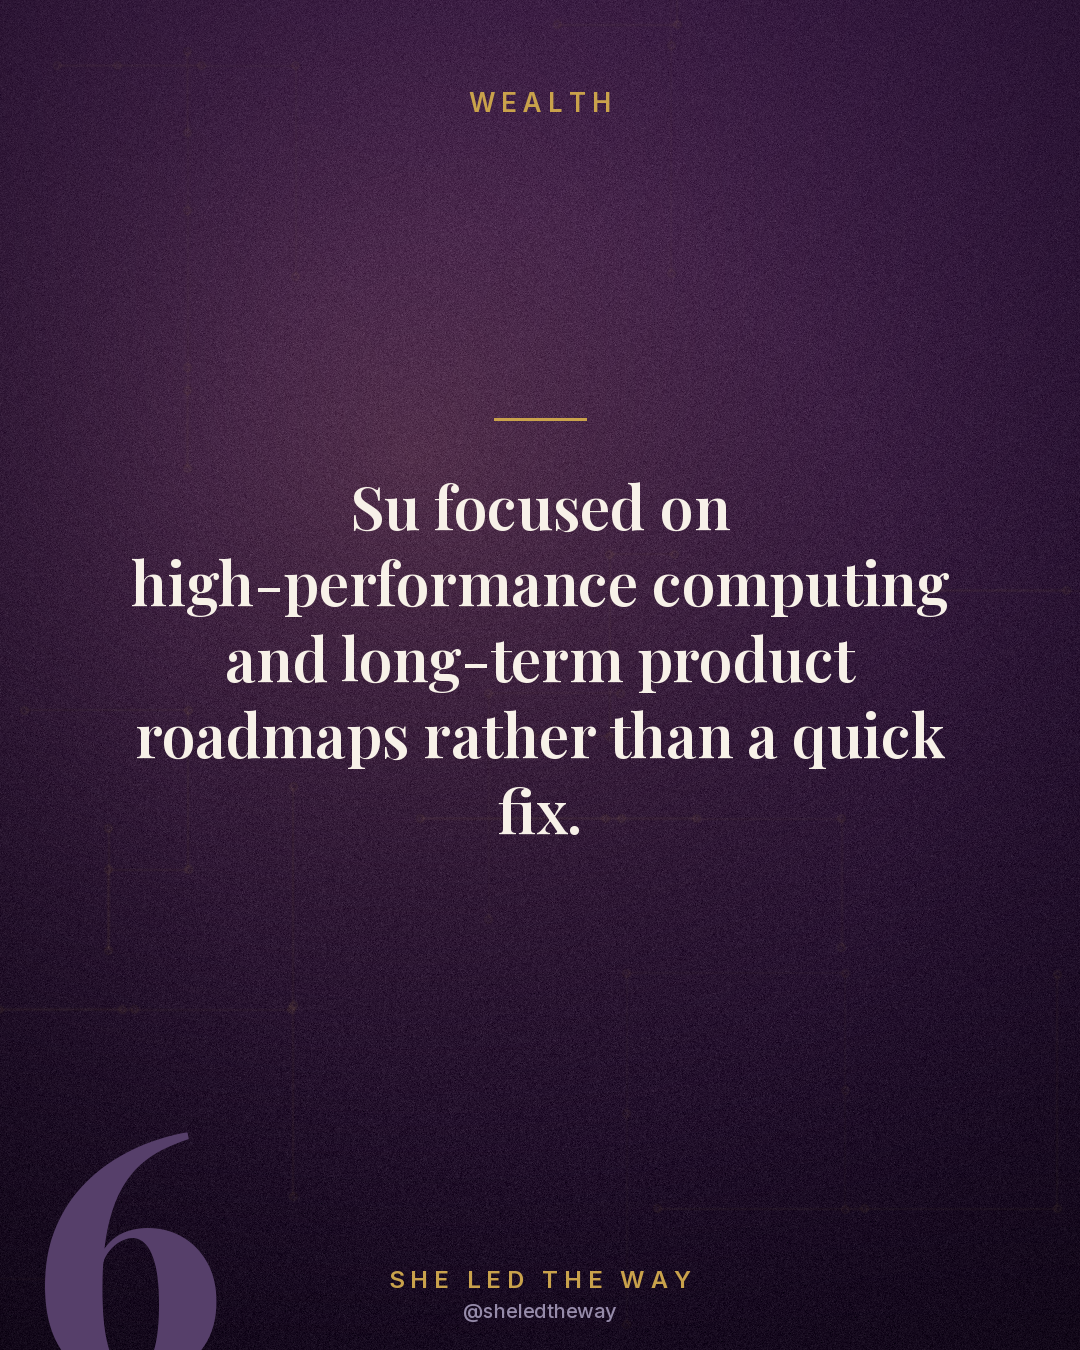 WEALTH
Su focused on
high-performance computing
and long-term product
roadmaps rather than a quick
fix.
6
SHE LED THE WAY
@sheledtheway